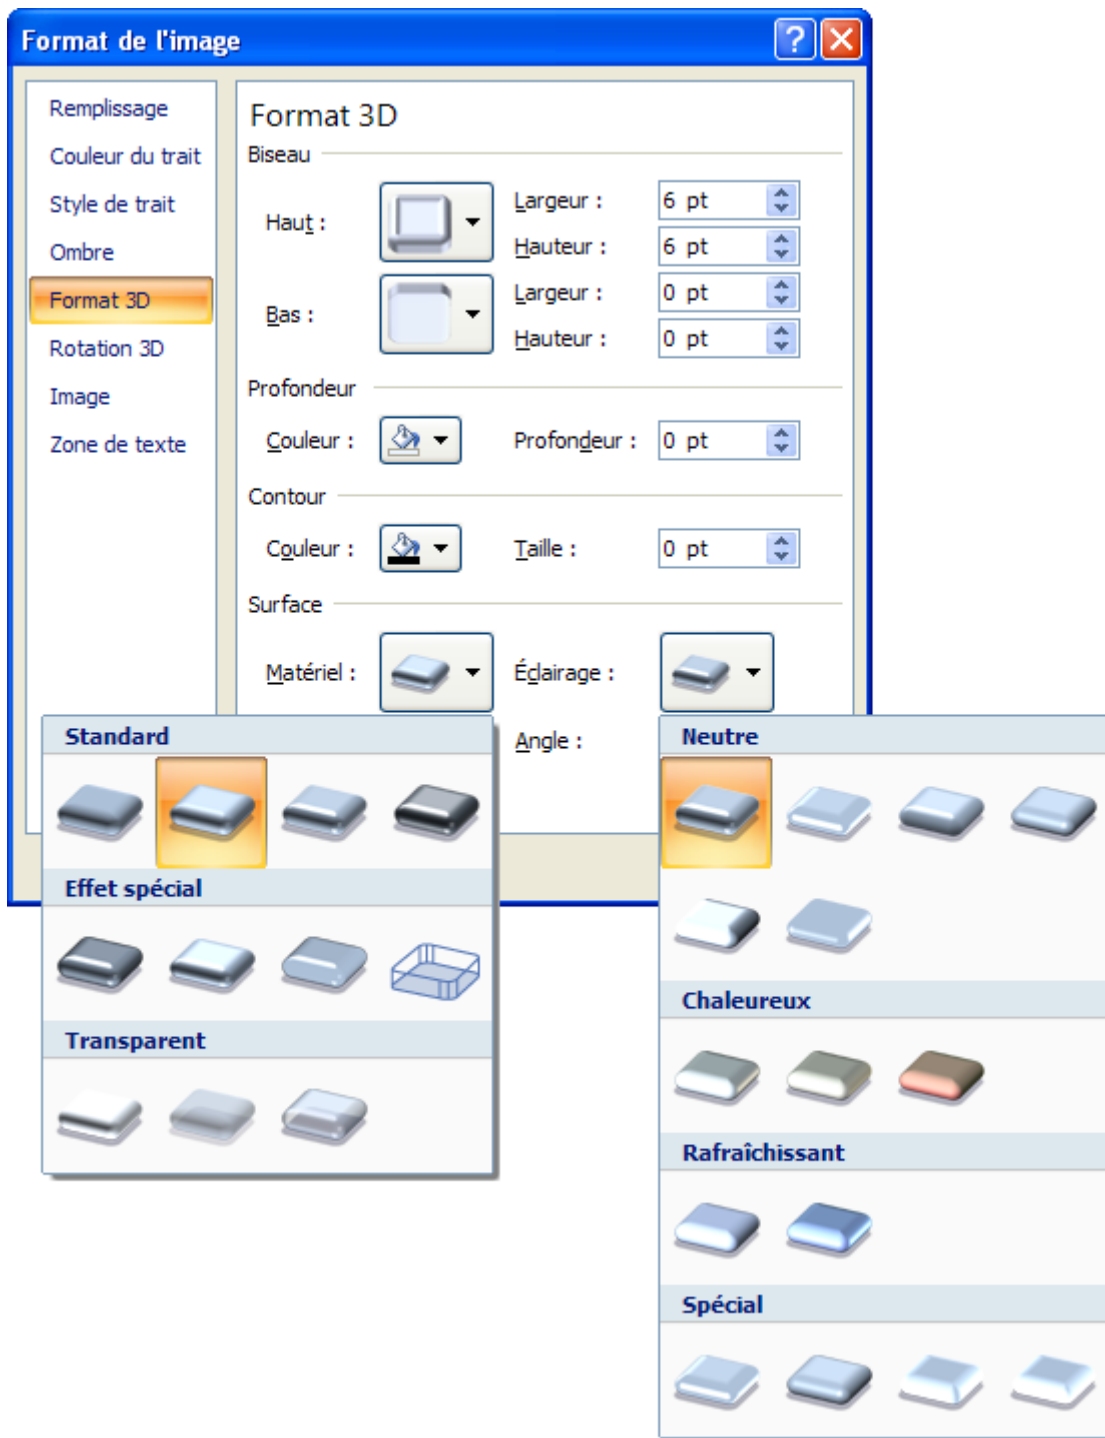 Format de l'image
Remplissage
Couleur du trait
Style de trait
Ombre
Format 3D
Rotation 3D
Image
Zone de texte
Format 3D
Biseau
Haut :
Largeur :
6 pt
Hauteur :
6 pt
Bas :
Largeur :
0 pt
Hauteur :
0 pt
Profondeur
Couleur :
Profondeur :
0 pt
Contour
Couleur :
Taille :
0 pt
Surface
Matériel :
Éclairage :
Angle :
Standard
Effet spécial
Transparent
Neutre
Chaleureux
Rafraîchissant
Spécial